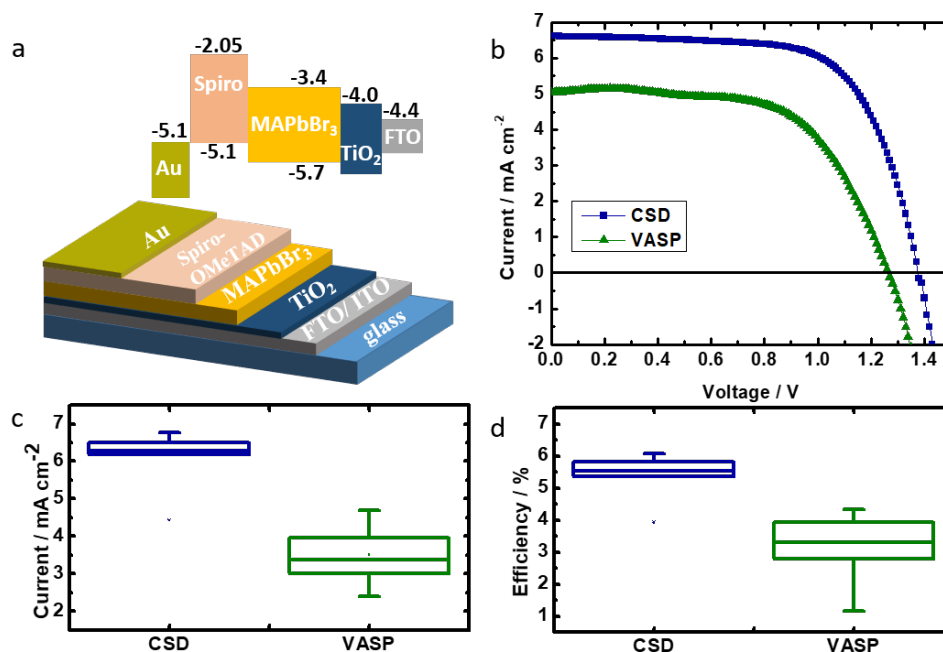 a
-2.05
Spiro
-3.4
-4.0
-4.4
-5.1
MAPbBr3
FTO
TiO2
Au
-5.1
-5.7
Au
Spiro-
OMeTAD
MAPbBr3
TiO2
FTO/ ITO
glass
b
Current / mA cm-2
7
6
5
4
3
2
1
0
-1
-2
CSD
VASP
0.0 0.2 0.4 0.6 0.8 1.0 1.2 1.4
Voltage / V
c
Current / mA cm-2
7
6
5
4
3
2
CSD VASP
d
Efficiency / %
7
6
5
4
3
2
1
CSD VASP